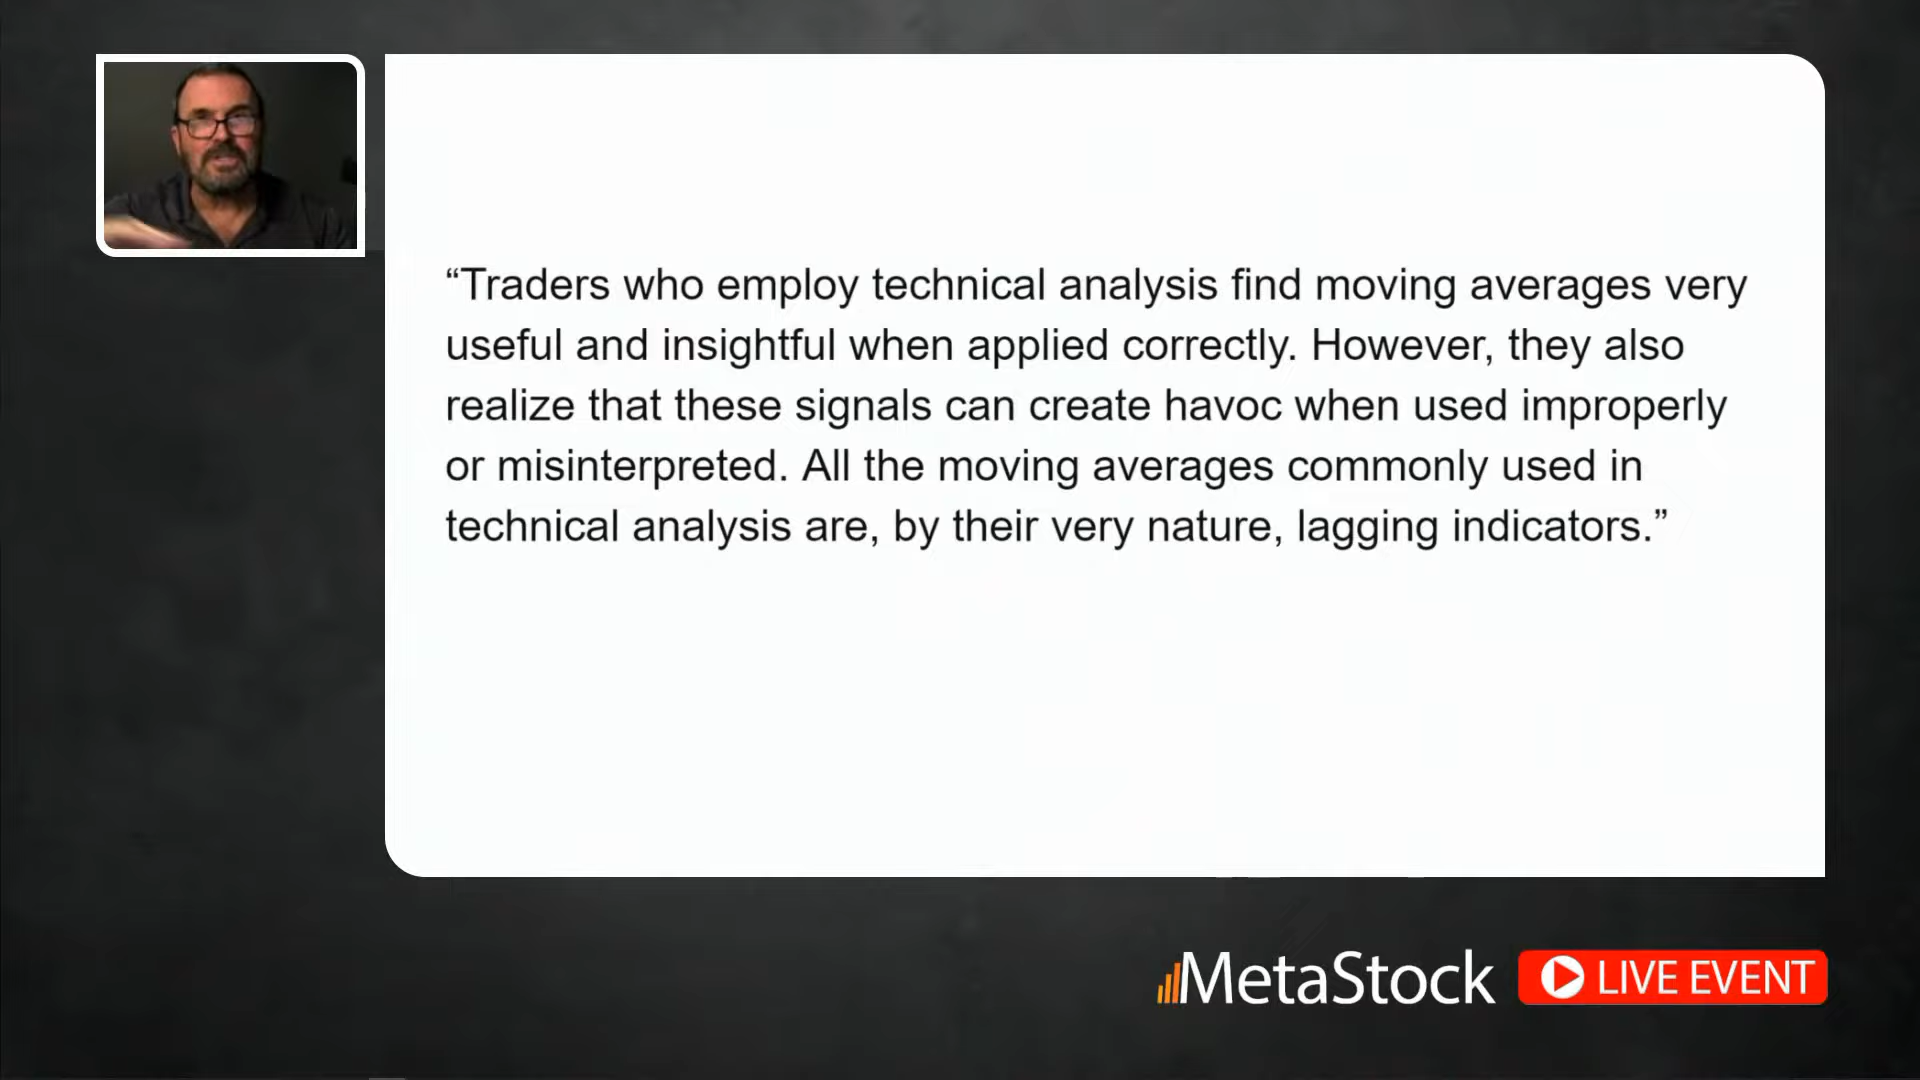 “Traders who employ technical analysis find moving averages very
useful and insightful when applied correctly. However, they also
realize that these signals can create havoc when used improperly
or misinterpreted. All the moving averages commonly used in
technical analysis are, by their very nature, lagging indicators.”
MetaStock LIVE EVENT